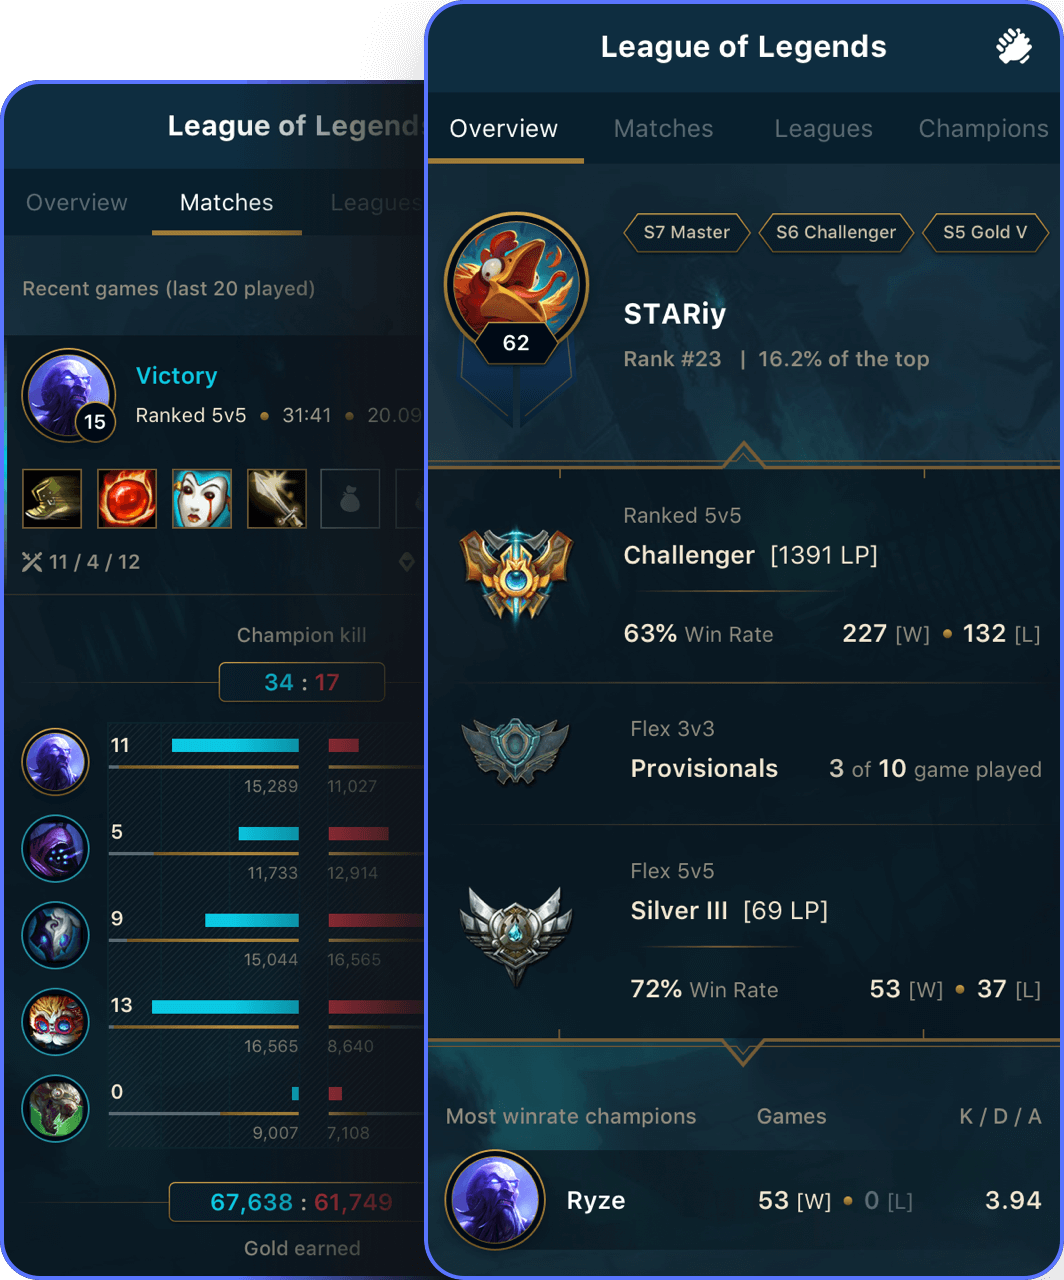 League of Legends
Overview Matches Leagues
Recent games (last 20 played)
15
Victory
Ranked 5v5 • 31:41 • 20.09
11 / 4 / 12
Champion kill
34 : 17
11
15,289 11,027
5
11,733 12,914
9
15,044 16,565
13
16,565 8,640
0
9,007 7,108
67,638 : 61,749
Gold earned
League of Legends
Overview Matches Leagues Champions
S7 Master S6 Challenger S5 Gold V
62
STARiy
Rank #23 | 16.2% of the top
Ranked 5v5
Challenger [1391 LP]
63% Win Rate 227 [W] • 132 [L]
Flex 3v3
Provisionals 3 of 10 game played
Flex 5v5
Silver III [69 LP]
72% Win Rate 53 [W] • 37 [L]
Most winrate champions Games K / D / A
Ryze 53 [W] • 0 [L] 3.94